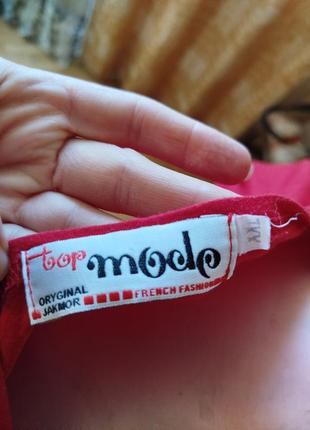 top mode
ORYGINAL
JAKMOR FRENCH FASHION
XXL